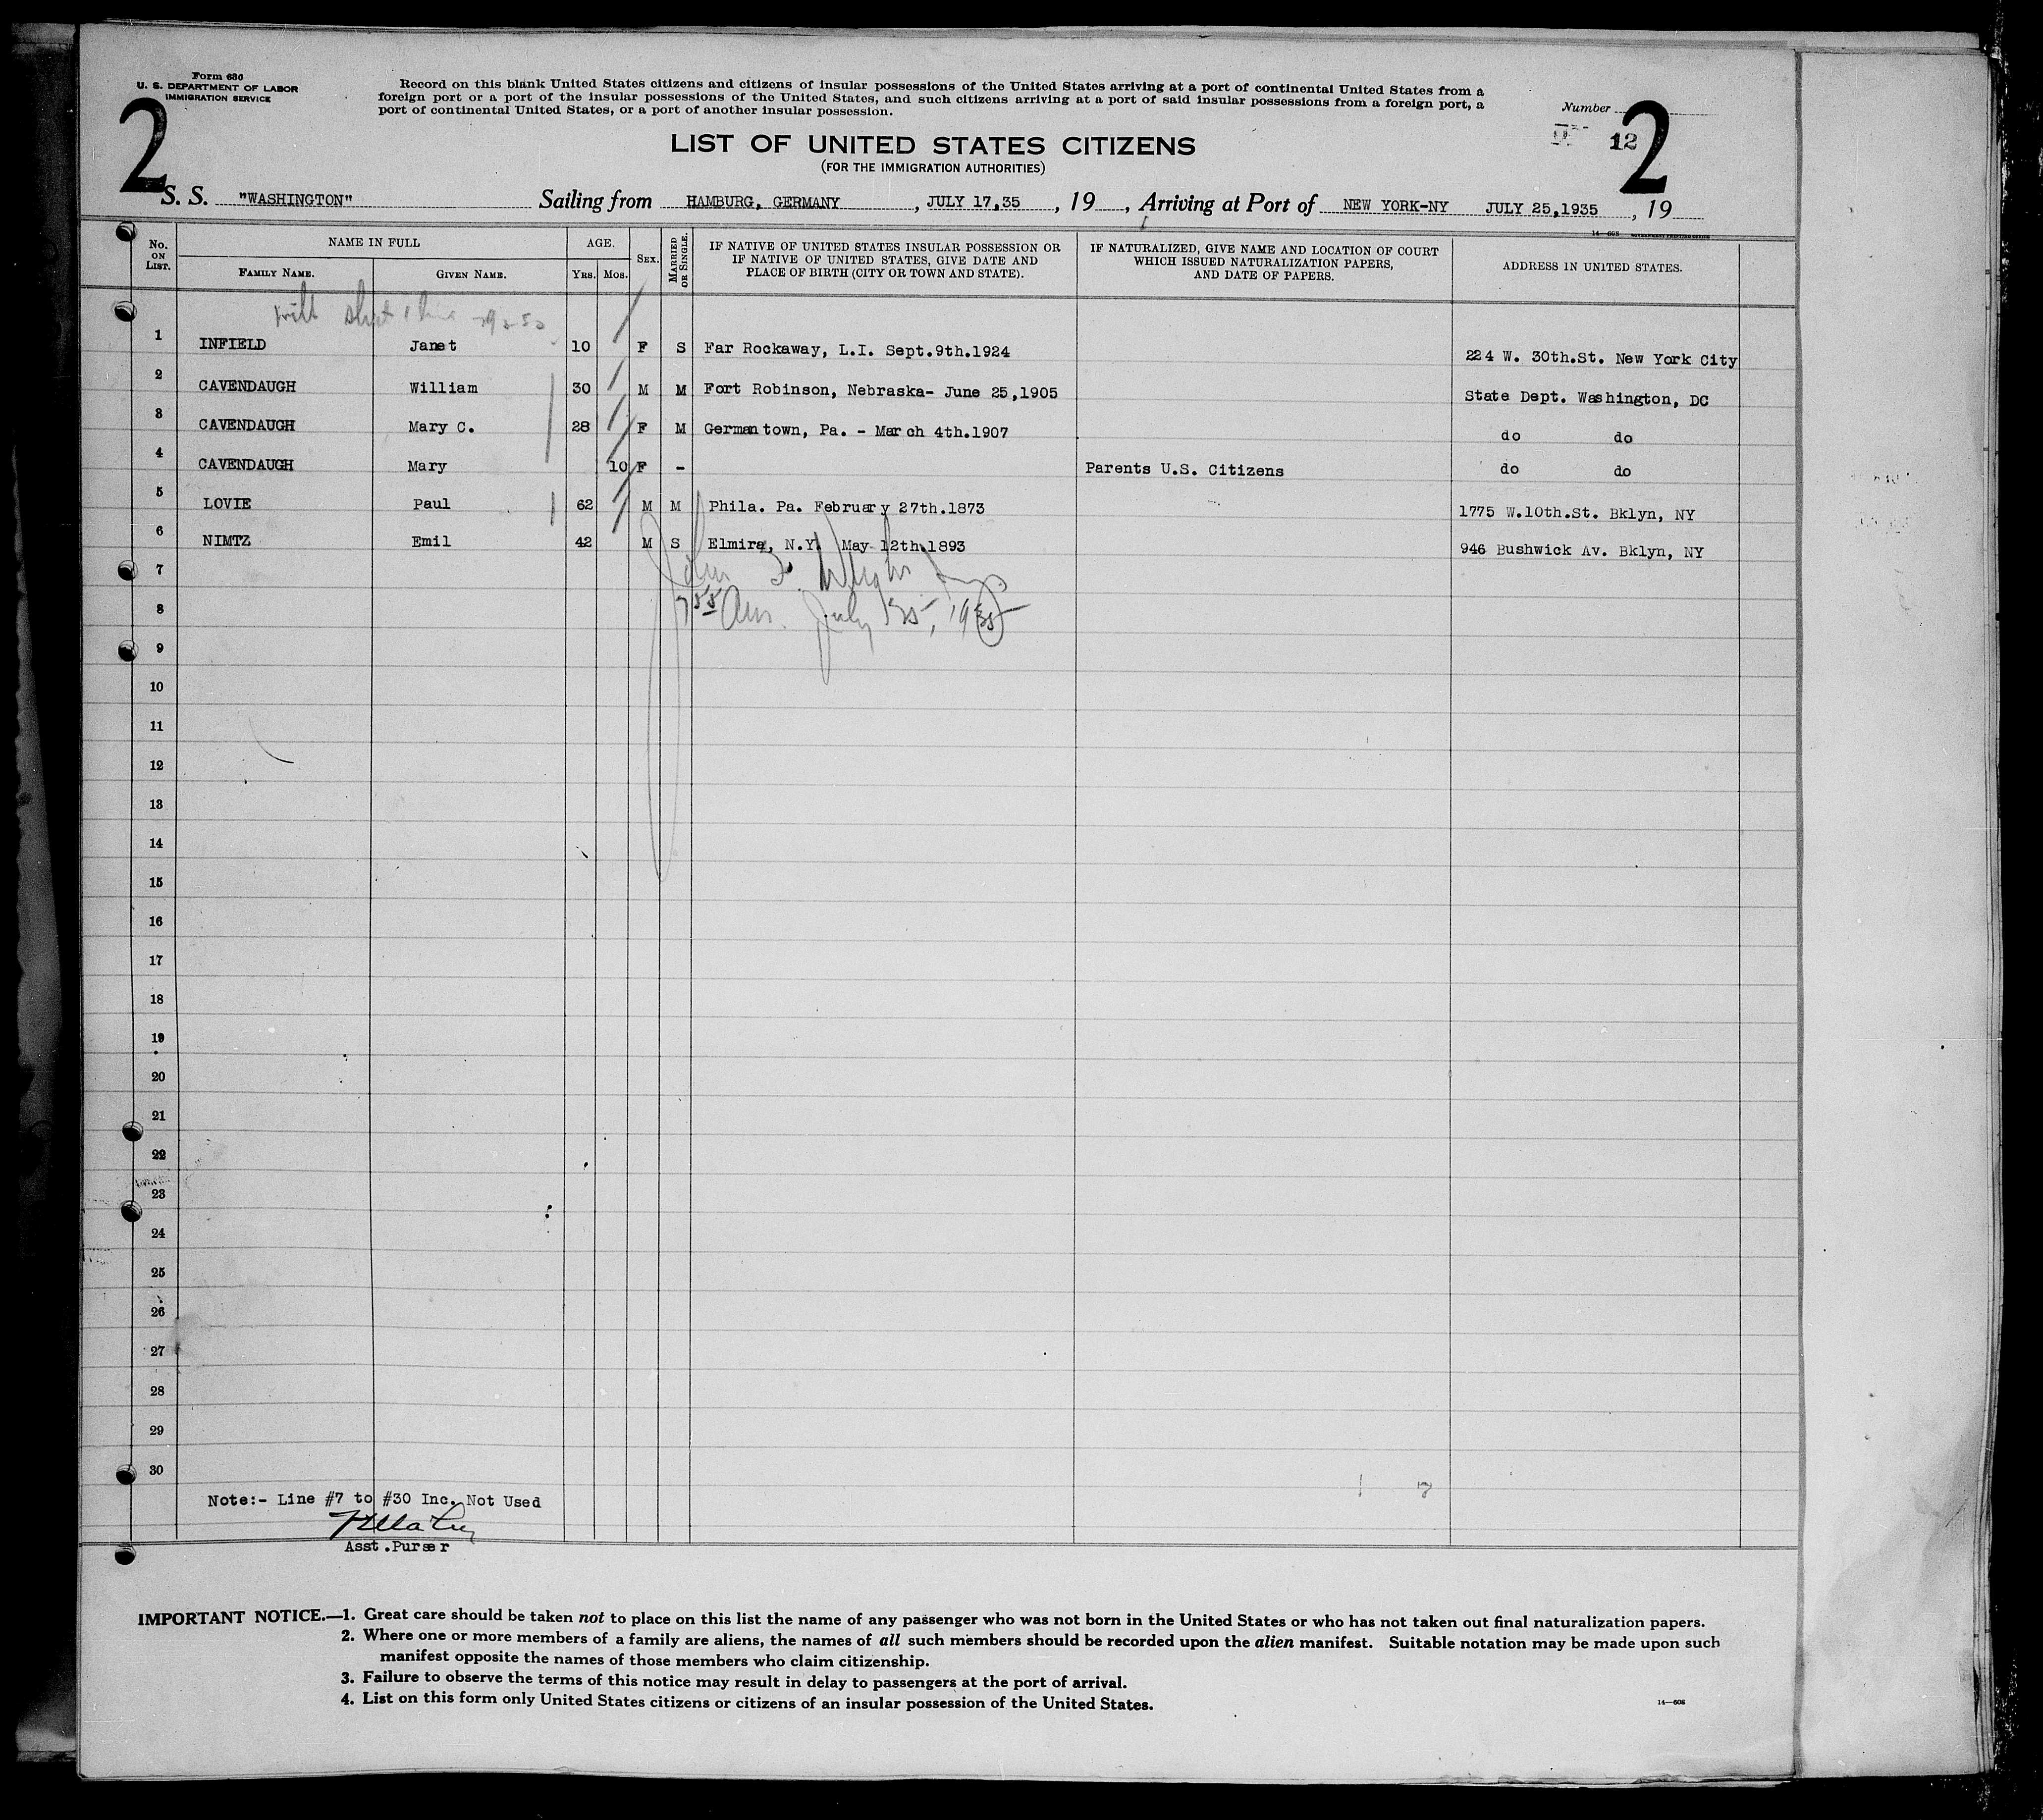 Form 686
U. S. DEPARTMENT OF LABOR
IMMIGRATION SERVICE
2
Record on this blank United States citizens and citizens of insular possessions of the United States arriving at a port of continental United States from a
foreign port or a port of the insular possessions of the United States, and such citizens arriving at a port of said insular possessions from a foreign port, a
port of continental United States, or a port of another insular possession.
Number
12
2
LIST OF UNITED STATES CITIZENS
(FOR THE IMMIGRATION AUTHORITIES)
S. S. "WASHINGTON" Sailing from HAMBURG, GERMANY, JULY 17,35, 19, Arriving at Port of NEW YORK-NY JULY 25,1935, 19
No. ON LIST. NAME IN FULL FAMILY NAME. GIVEN NAME. AGE. YRS. MOS. SEX. MARRIED OR SINGLE. IF NATIVE OF UNITED STATES INSULAR POSSESSION OR IF NATIVE OF UNITED STATES, GIVE DATE AND PLACE OF BIRTH (CITY OR TOWN AND STATE). IF NATURALIZED, GIVE NAME AND LOCATION OF COURT WHICH ISSUED NATURALIZATION PAPERS, AND DATE OF PAPERS. ADDRESS IN UNITED STATES.
1 INFIELD Janet 10 F S Far Rockaway, L.I. Sept.9th.1924 224 W. 30th.St. New York City
2 CAVENDAUGH William 30 M M Fort Robinson, Nebraska- June 25,1905 State Dept. Washington, DC
3 CAVENDAUGH Mary C. 28 F M Germantown, Pa. - March 4th.1907 do do
4 CAVENDAUGH Mary 10 F - Parents U.S. Citizens do do
5 LOVIE Paul 62 M M Phila. Pa. February 27th.1873 1775 W.10th.St. Bklyn, NY
6 NIMTZ Emil 42 M S Elmira, N.Y. May 12th.1893 946 Bushwick Av. Bklyn, NY
7
8
July 25, 1935
9
10
11
12
13
14
15
16
17
18
19
20
21
22
23
24
25
26
27
28
29
30
Note:- Line #7 to #30 Inc. Not Used
Asst.Purser
IMPORTANT NOTICE.—1. Great care should be taken not to place on this list the name of any passenger who was not born in the United States or who has not taken out final naturalization papers.
2. Where one or more members of a family are aliens, the names of all such members should be recorded upon the alien manifest. Suitable notation may be made upon such
manifest opposite the names of those members who claim citizenship.
3. Failure to observe the terms of this notice may result in delay to passengers at the port of arrival.
4. List on this form only United States citizens or citizens of an insular possession of the United States.
14—608